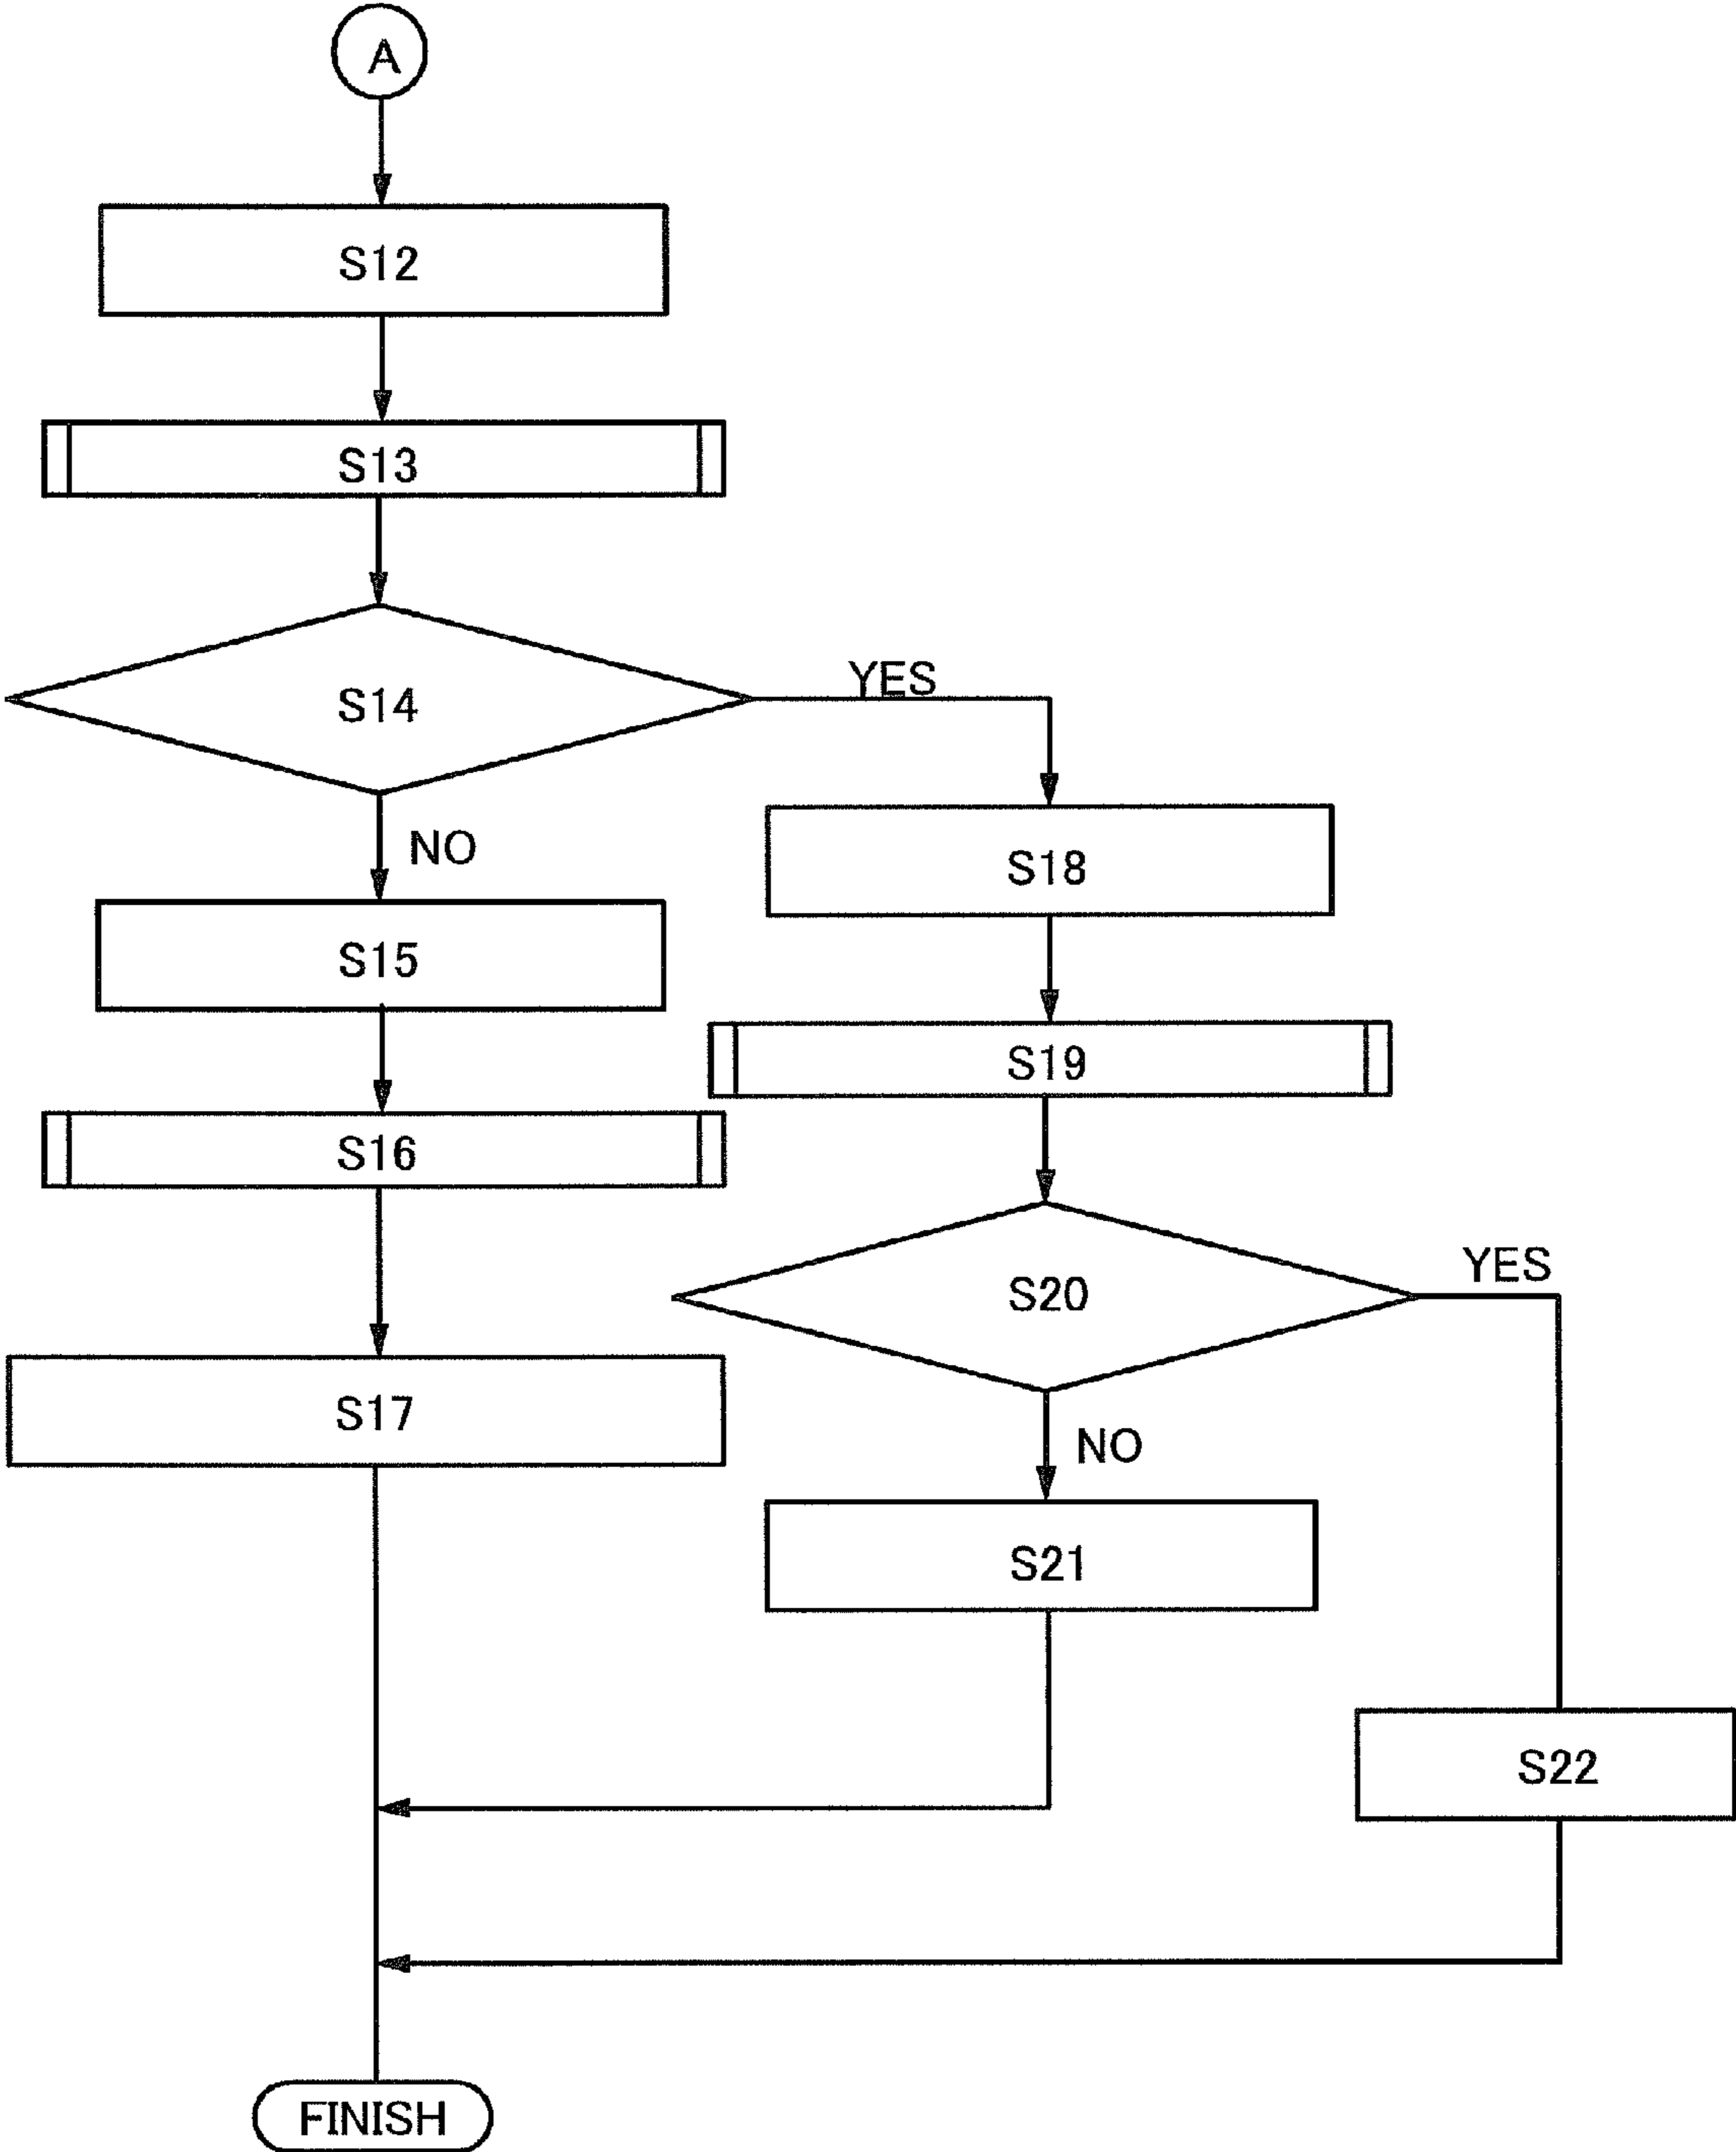 A
S12
S13
S14
YES
NO
S15
S16
S17
S18
S19
S20
YES
NO
S21
S22
FINISH